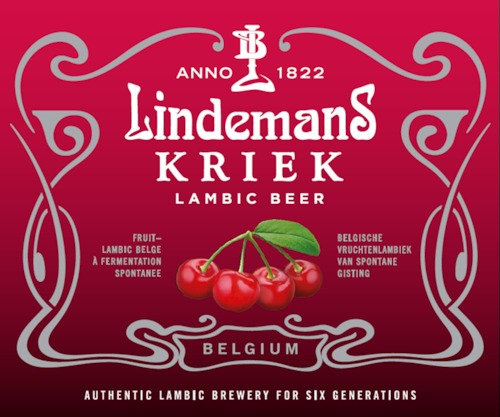 ANNO 1822
LindemanS
KRIEK
LAMBIC BEER
FRUIT–
LAMBIC BELGE
À FERMENTATION
SPONTANEE
BELGISCHE
VRUCHTENLAMBIEK
VAN SPONTANE
GISTING
BELGIUM
AUTHENTIC LAMBIC BREWERY FOR SIX GENERATIONS